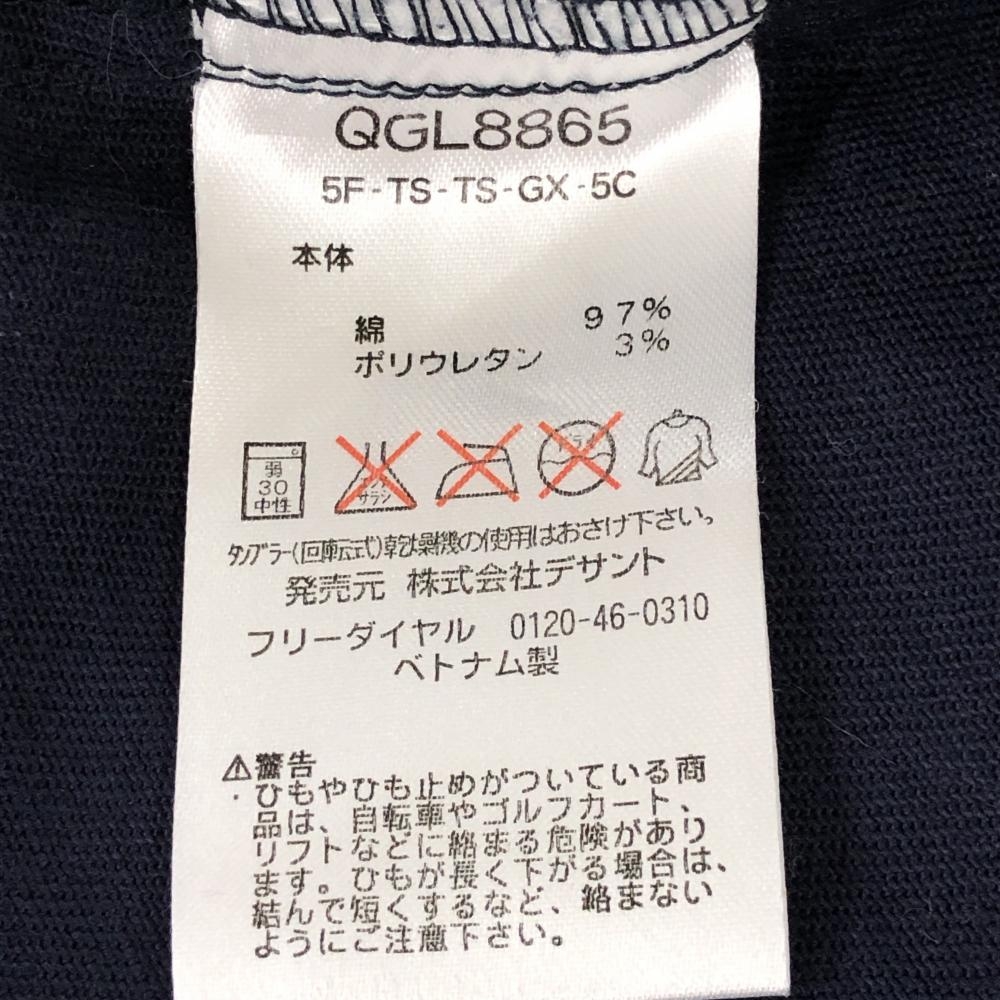 QGL8865
5F-TS-TS-GX-5C
本体
綿 97%
ポリウレタン 3%
弱
30
中性
エンソ
サラシ
ドライ
タンブラー(回転式)乾燥機の使用はおさけ下さい。
発売元 株式会社デサント
フリーダイヤル 0120-46-0310
ベトナム製
⚠警告
・ひもやひも止めがついている商
品は、自転車やゴルフカート、
リフトなどに絡まる危険があり
ます。ひもが長く下がる場合は、
結んで短くするなど、絡まない
ようにご注意下さい。